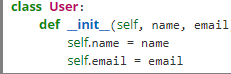 class User:
    def __init__(self, name, email
        self.name = name
        self.email = email